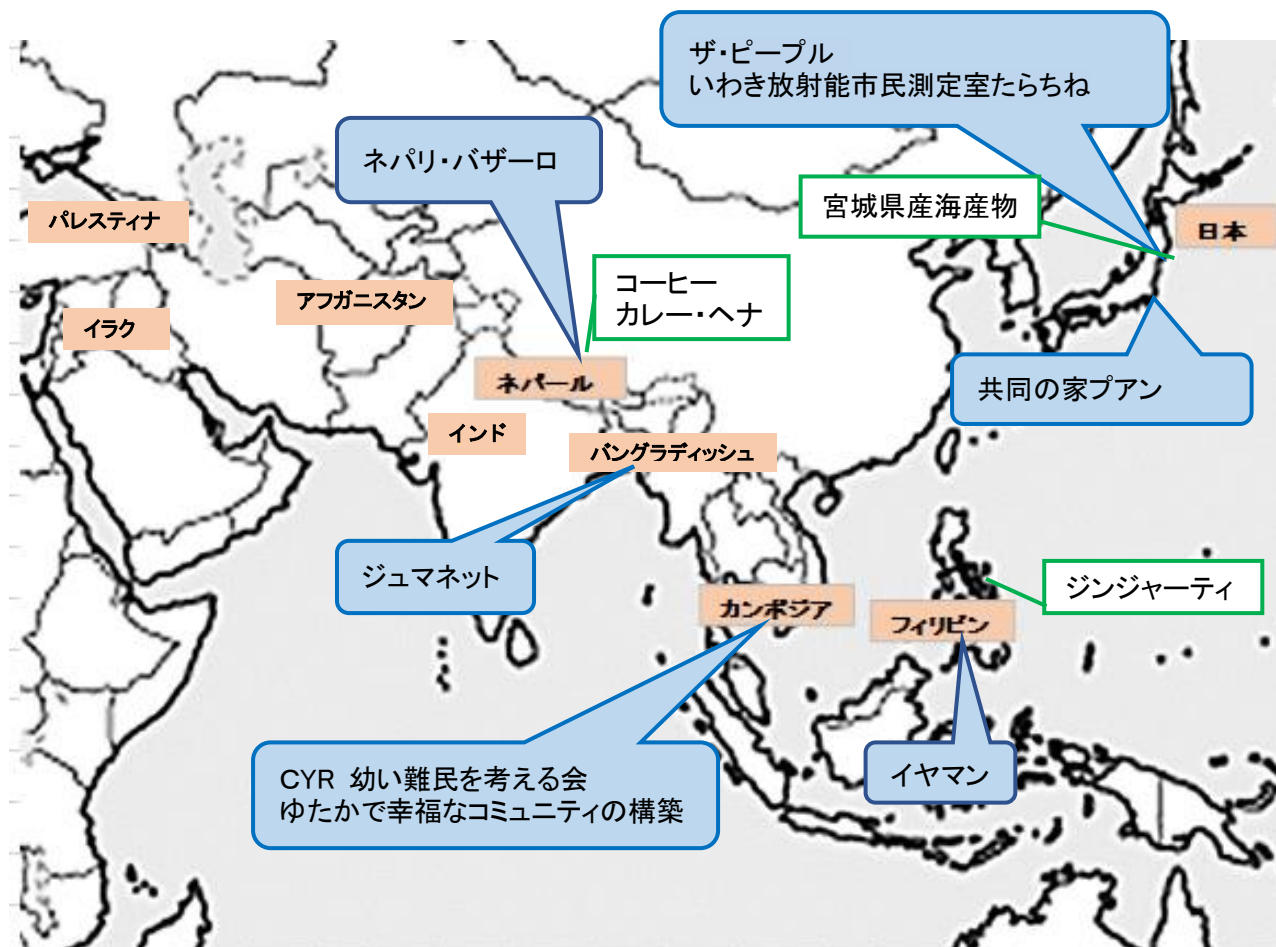 ザ・ピープル
いわき放射能市民測定室たらちね
ネパリ・バザーロ
宮城県産海産物
パレスティナ
日本
コーヒー
カレー・ヘナ
アフガニスタン
イラク
ネパール
共同の家プアン
インド
バングラディッシュ
ジュマネット
ジンジャーティ
カンボジア
フィリピン
CYR 幼い難民を考える会
ゆたかで幸福なコミュニティの構築
イヤマン